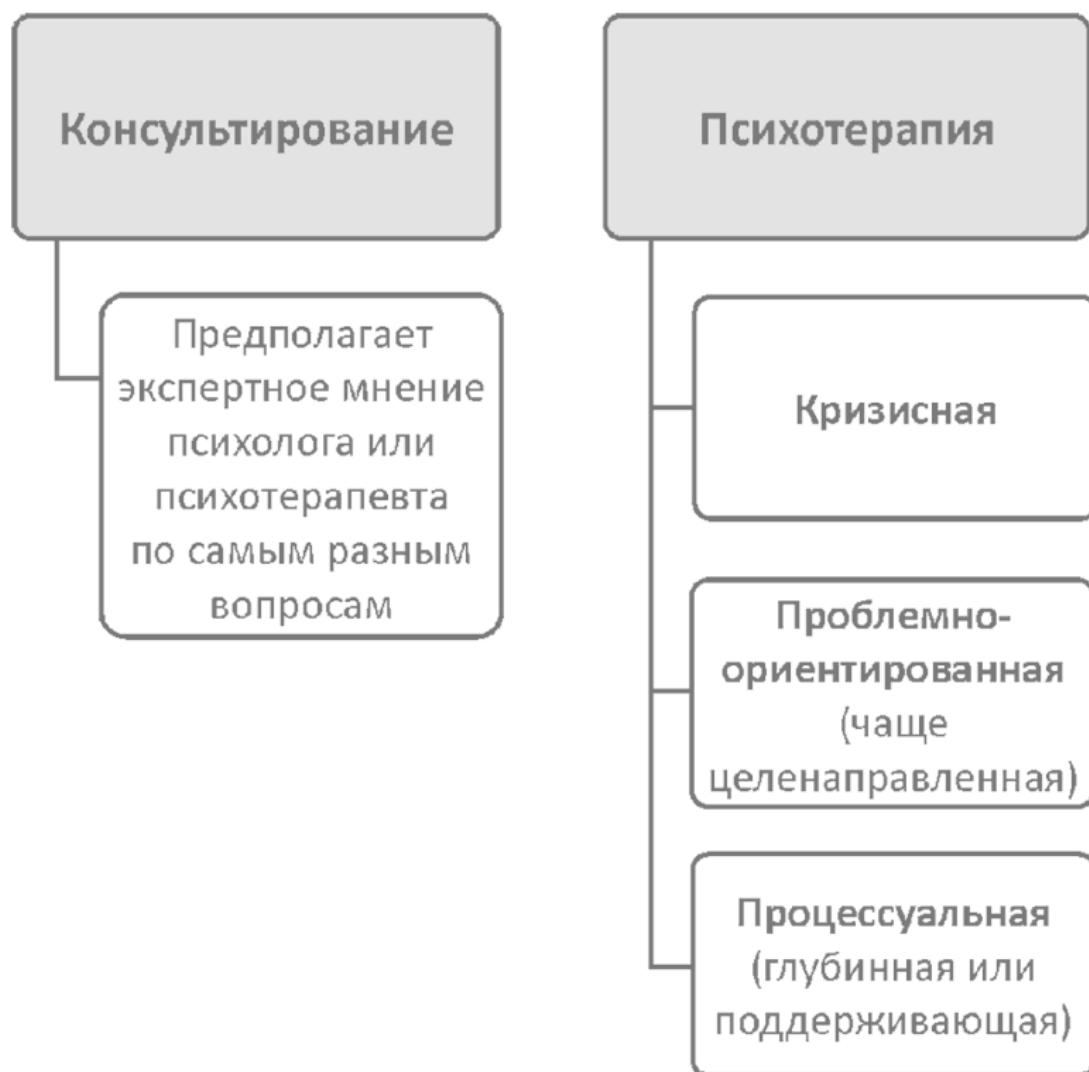 Консультирование
Предполагает
экспертное мнение
психолога или
психотерапевта
по самым разным
вопросам
Психотерапия
Кризисная
Проблемно-
ориентированная
(чаще
целенаправленная)
Процессуальная
(глубинная или
поддерживающая)